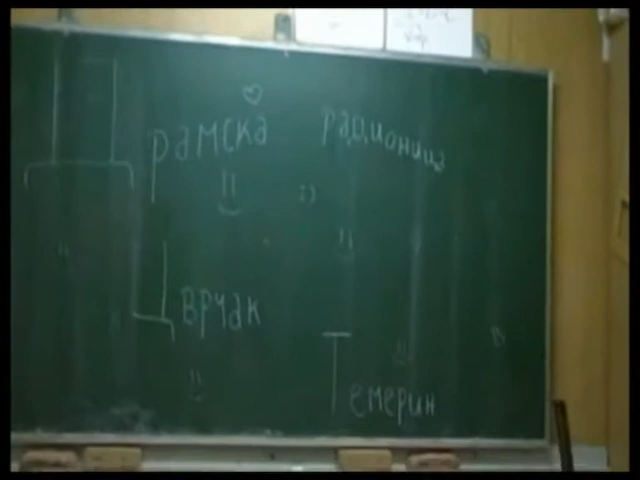 Драмска радионица
Цврчак
Темерин